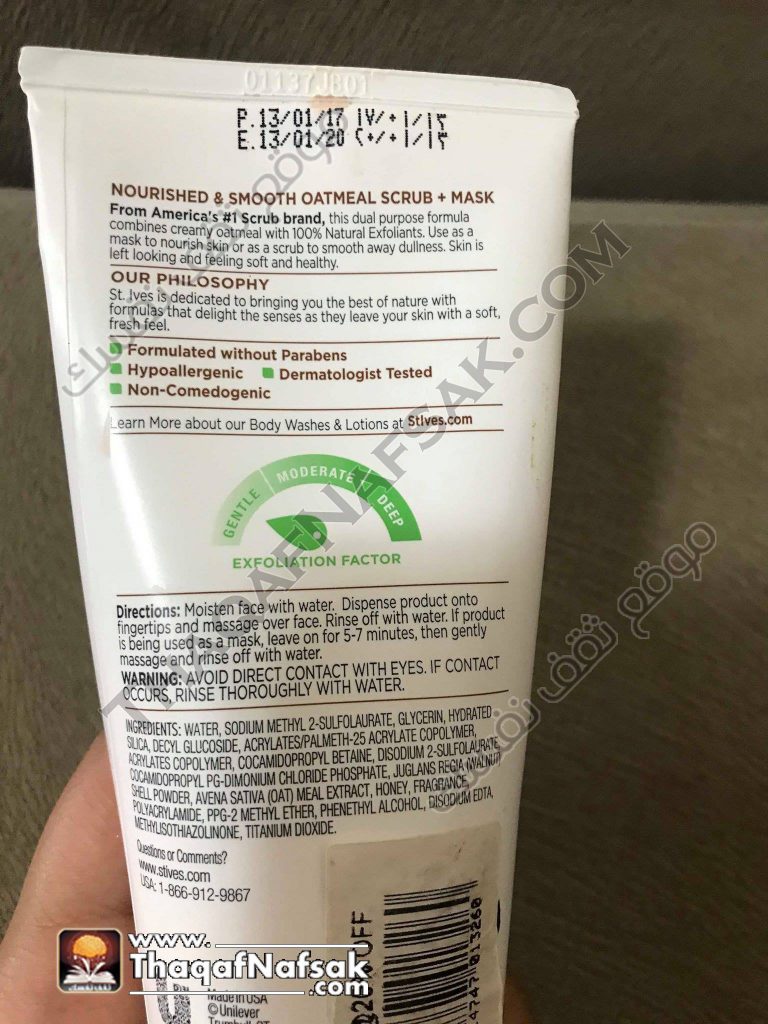 01137JB01
P.13/01/17 ١٧/٠١/١٣
E.13/01/20 ٢٠/٠١/١٣
NOURISHED & SMOOTH OATMEAL SCRUB + MASK
From America's #1 Scrub brand, this dual purpose formula
combines creamy oatmeal with 100% Natural Exfoliants. Use as a
mask to nourish skin or as a scrub to smooth away dullness. Skin is
left looking and feeling soft and healthy.
OUR PHILOSOPHY
St. Ives is dedicated to bringing you the best of nature with
formulas that delight the senses as they leave your skin with a soft,
fresh feel.
Formulated without Parabens
Hypoallergenic Dermatologist Tested
Non-Comedogenic
Learn More about our Body Washes & Lotions at StIves.com
GENTLE MODERATE DEEP
EXFOLIATION FACTOR
Directions: Moisten face with water. Dispense product onto
fingertips and massage over face. Rinse off with water. If product
is being used as a mask, leave on for 5-7 minutes, then gently
massage and rinse off with water.
WARNING: AVOID DIRECT CONTACT WITH EYES. IF CONTACT
OCCURS, RINSE THOROUGHLY WITH WATER.
INGREDIENTS: WATER, SODIUM METHYL 2-SULFOLAURATE, GLYCERIN, HYDRATED
SILICA, DECYL GLUCOSIDE, ACRYLATES/PALMETH-25 ACRYLATE COPOLYMER,
ACRYLATES COPOLYMER, COCAMIDOPROPYL BETAINE, DISODIUM 2-SULFOLAURATE,
COCAMIDOPROPYL PG-DIMONIUM CHLORIDE PHOSPHATE, JUGLANS REGIA (WALNUT)
SHELL POWDER, AVENA SATIVA (OAT) MEAL EXTRACT, HONEY, FRAGRANCE,
POLYACRYLAMIDE, PPG-2 METHYL ETHER, PHENETHYL ALCOHOL, DISODIUM EDTA,
METHYLISOTHIAZOLINONE, TITANIUM DIOXIDE.
Questions or Comments?
www.stives.com
USA: 1-866-912-9867
Made in USA
© Unilever
Trumbull, CT
OFF
4747 013260
THAQAFNAFSAK.COM
موقع ثقف نفسك
موقع ثقف نفسك
www.
ThaqafNafsak
.com